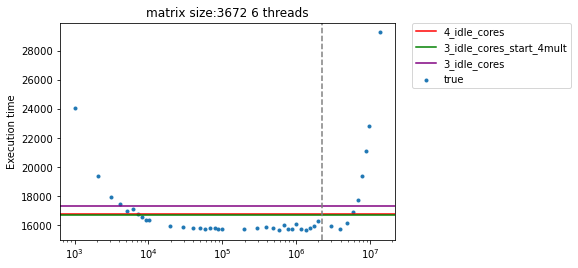 matrix size:3672 6 threads
4_idle_cores
3_idle_cores_start_4mult
3_idle_cores
true
Execution time
28000
26000
24000
22000
20000
18000
16000
10³
10⁴
10⁵
10⁶
10⁷